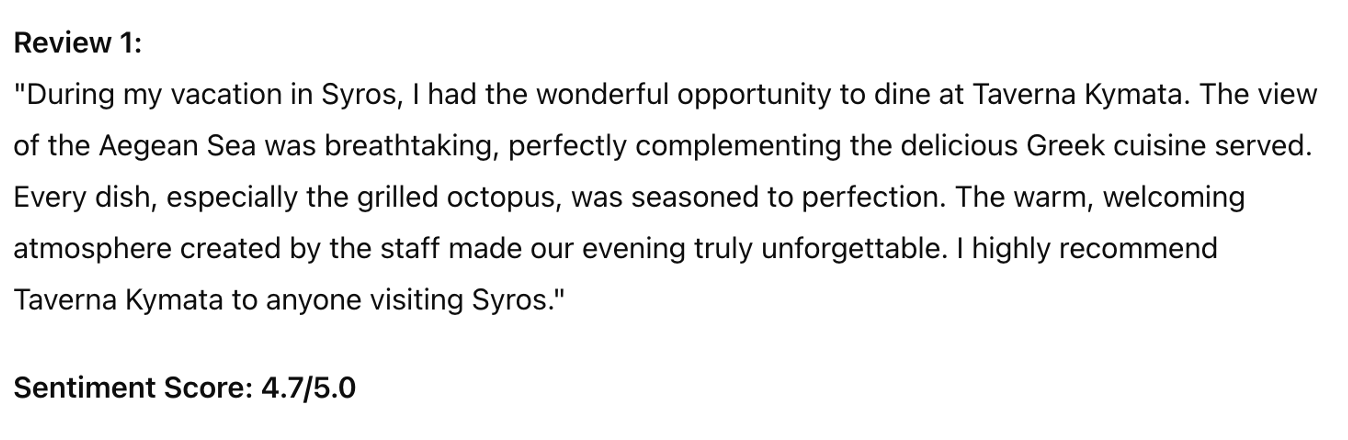 Review 1:
"During my vacation in Syros, I had the wonderful opportunity to dine at Taverna Kymata. The view
of the Aegean Sea was breathtaking, perfectly complementing the delicious Greek cuisine served.
Every dish, especially the grilled octopus, was seasoned to perfection. The warm, welcoming
atmosphere created by the staff made our evening truly unforgettable. I highly recommend
Taverna Kymata to anyone visiting Syros."
Sentiment Score: 4.7/5.0